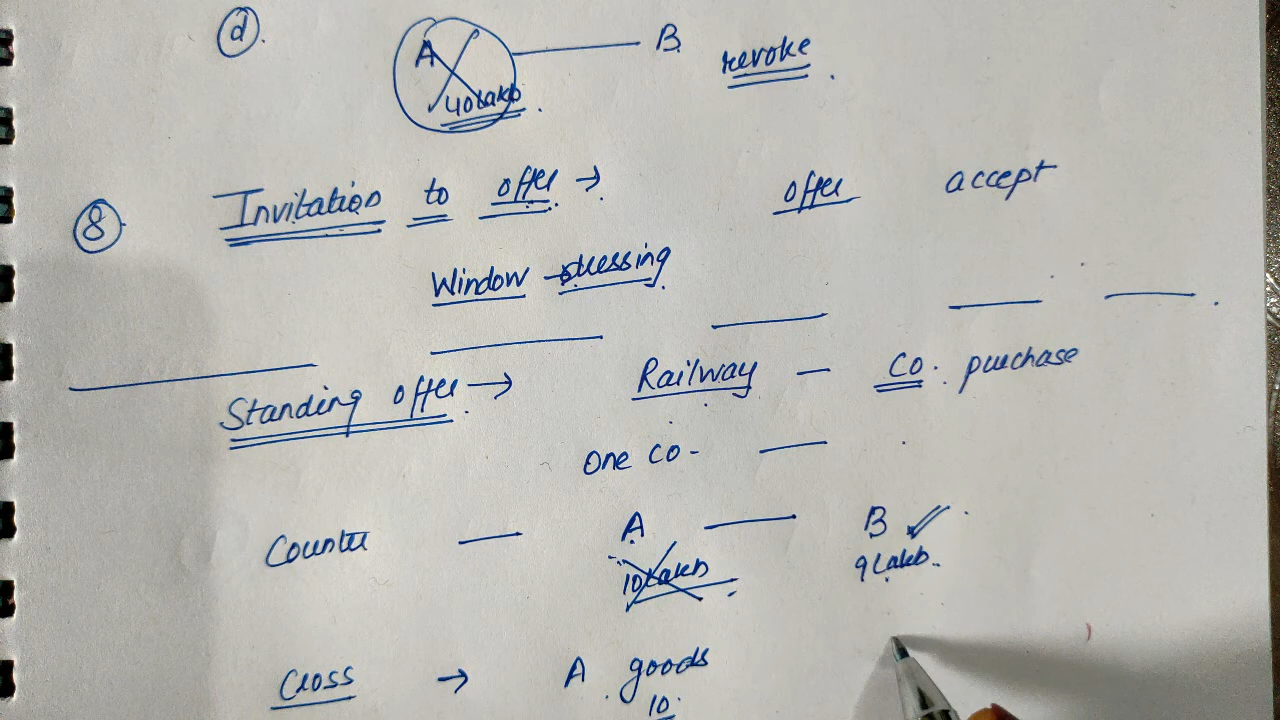 d. A B revoke.
40 Lakh.
8 Invitation to offer → offer accept
Window dressing
Standing offer. → Railway - Co. purchase
One Co -
Counter - A - B ✓
10 Lakh 9 Lakh.
Cross → A goods
10.